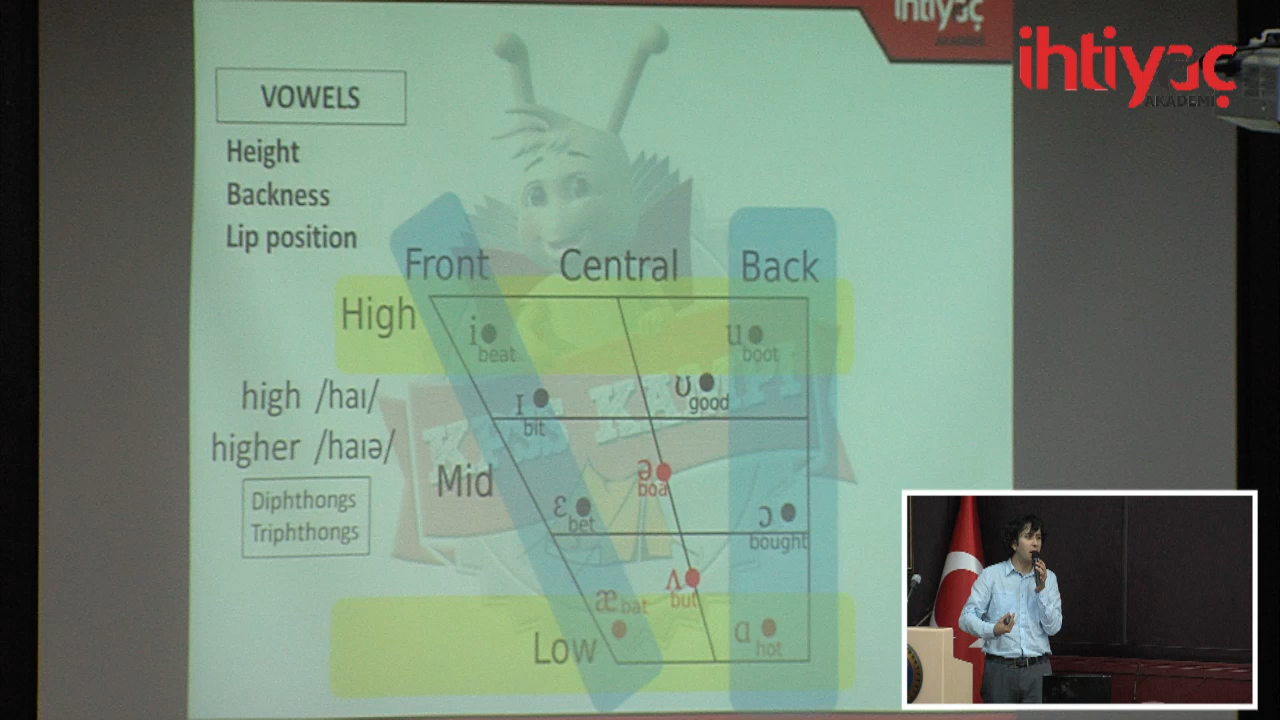 ihtiyaç
AKADEMİ
ihtiyaç
AKADEMİ
VOWELS
Height
Backness
Lip position
Front Central Back
High
i
beat
u
boot
high /haɪ/
ɪ
bit
ʊ
good
higher /haɪə/
Mid
ə
boa
Diphthongs
Triphthongs
ɛ
bet
ɔ
bought
ʌ
but
æ bat
Low
ɑ
hot